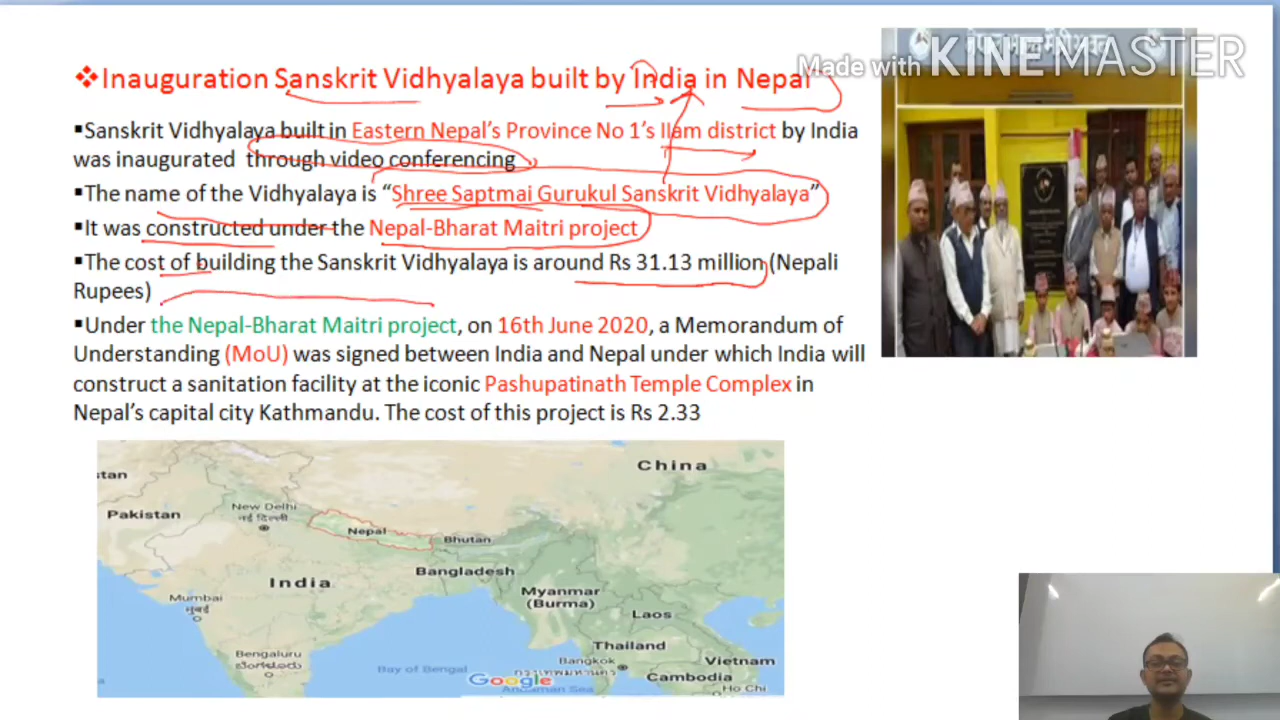 Made with KINEMASTER
❖Inauguration Sanskrit Vidhyalaya built by India in Nepal
▪Sanskrit Vidhyalaya built in Eastern Nepal's Province No 1's IIam district by India
was inaugurated through video conferencing
▪The name of the Vidhyalaya is “Shree Saptmai Gurukul Sanskrit Vidhyalaya”
▪It was constructed under the Nepal-Bharat Maitri project
▪The cost of building the Sanskrit Vidhyalaya is around Rs 31.13 million (Nepali
Rupees)
▪Under the Nepal-Bharat Maitri project, on 16th June 2020, a Memorandum of
Understanding (MoU) was signed between India and Nepal under which India will
construct a sanitation facility at the iconic Pashupatinath Temple Complex in
Nepal's capital city Kathmandu. The cost of this project is Rs 2.33
China
stan
Pakistan
New Delhi
नई दिल्ली
Nepal
Bhutan
India
Bangladesh
Mumbai
मुंबई
Myanmar
(Burma)
Laos
Thailand
Bengaluru
ಬೆಂಗಳೂರು
Bay of Bengal
Bangkok
Vietnam
Cambodia
Google
Andaman Sea
Ho Chi